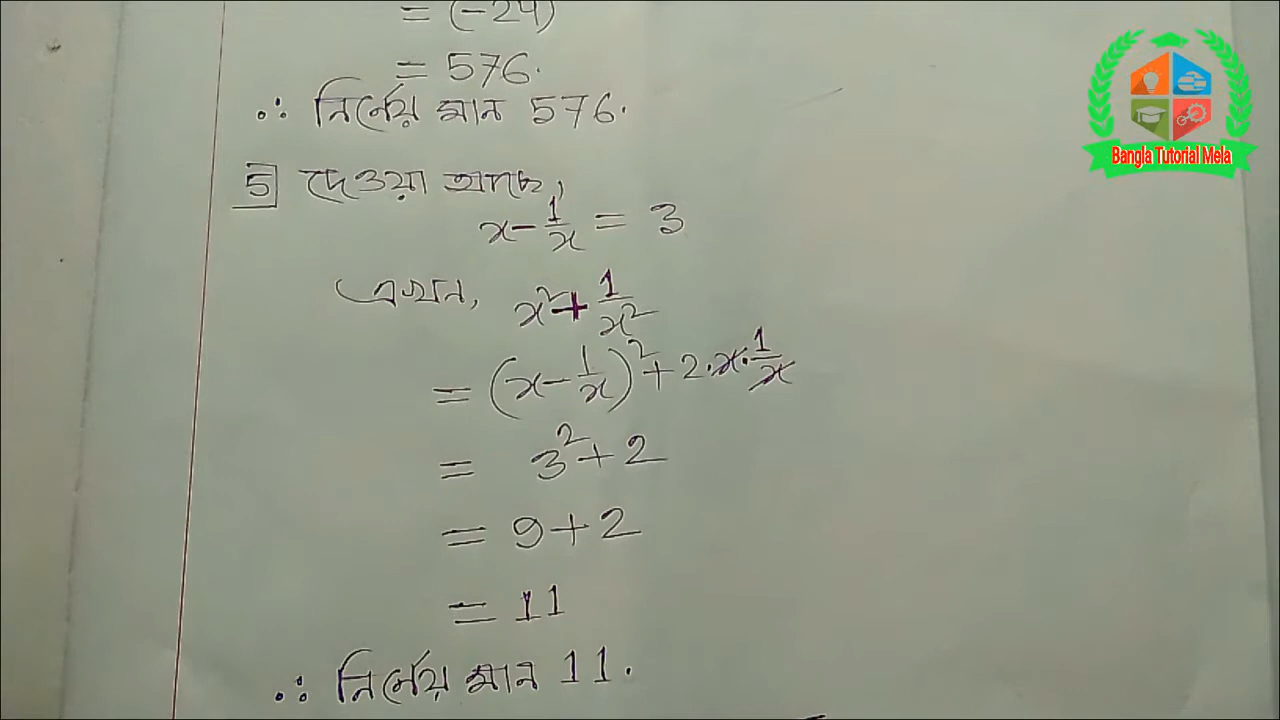 = (-24)
= 576.
∴ নির্ণেয় মান 576.
5 দেওয়া আছে,
x - 1/x = 3
এখন, x² + 1/x²
= (x - 1/x)² + 2·x·1/x
= 3² + 2
= 9 + 2
= 11
∴ নির্ণেয় মান 11.
Bangla Tutorial Mela